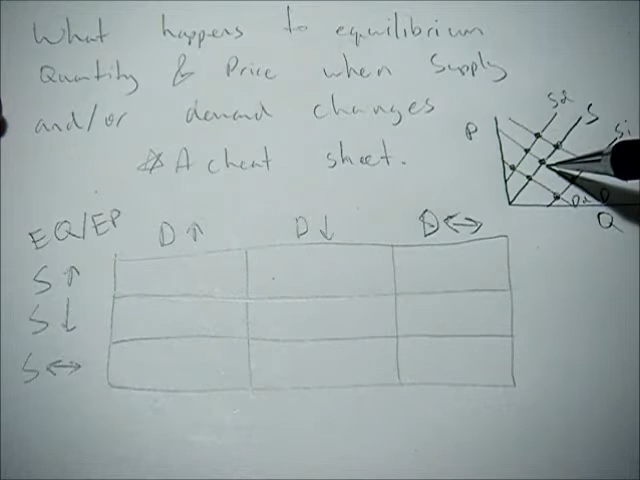 What happens to equilibrium
Quantity & Price when Supply
and/or demand changes
☆ A cheat sheet.
P S2 S S1
D
Q
EQ/EP D ↑ D ↓ D ↔
S ↑
S ↓
S ↔